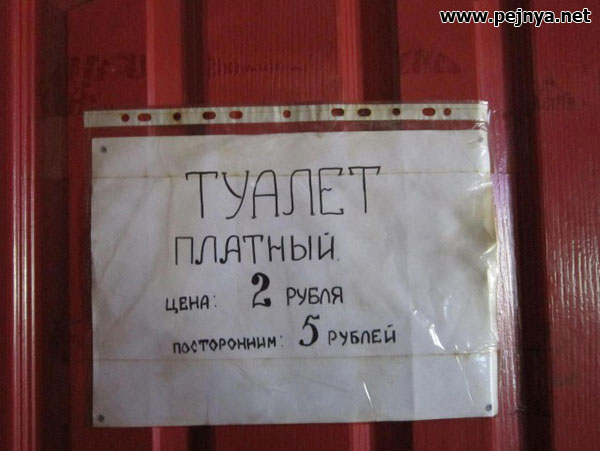 www.pejnya.net
ТУАЛЕТ
ПЛАТНЫЙ.
ЦЕНА: 2 РУБЛЯ
ПОСТОРОННИМ: 5 РУБЛЕЙ